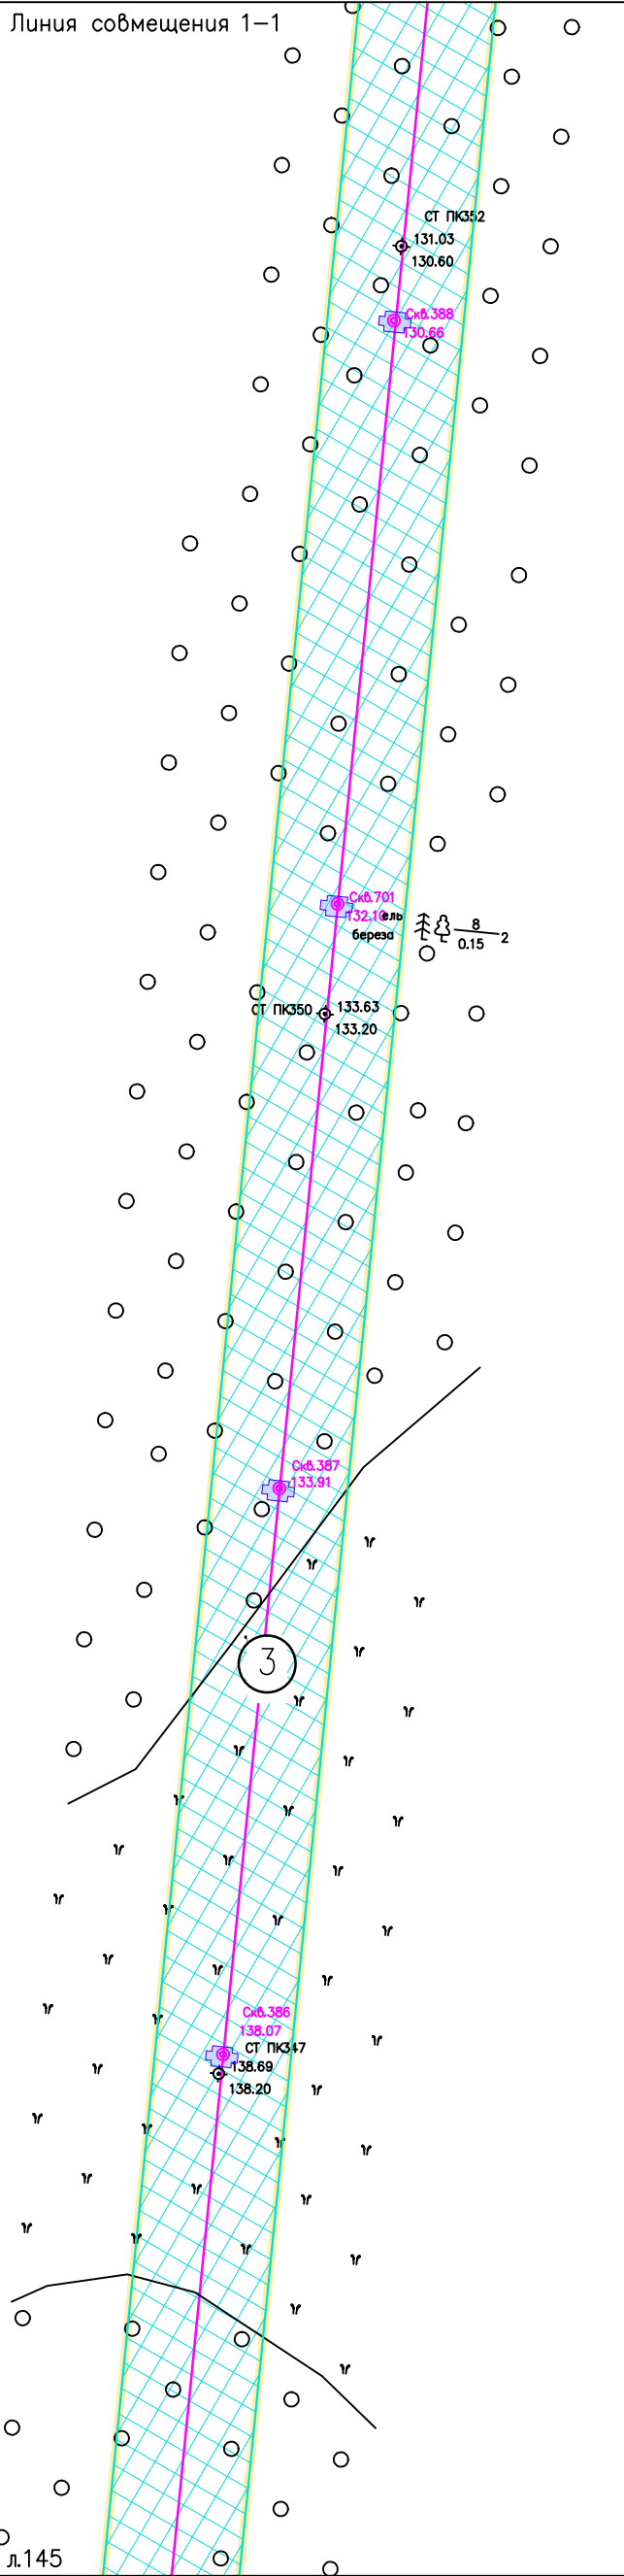 Линия совмещения 1-1
СТ ПК352
131.03
130.60
Скв.388
130.66
Скв.701
132.10 ель
береза
8
0.15 2
СТ ПК350 133.63
133.20
Скв.387
133.91
3
Скв.386
138.07
СТ ПК347
138.69
138.20
л.145